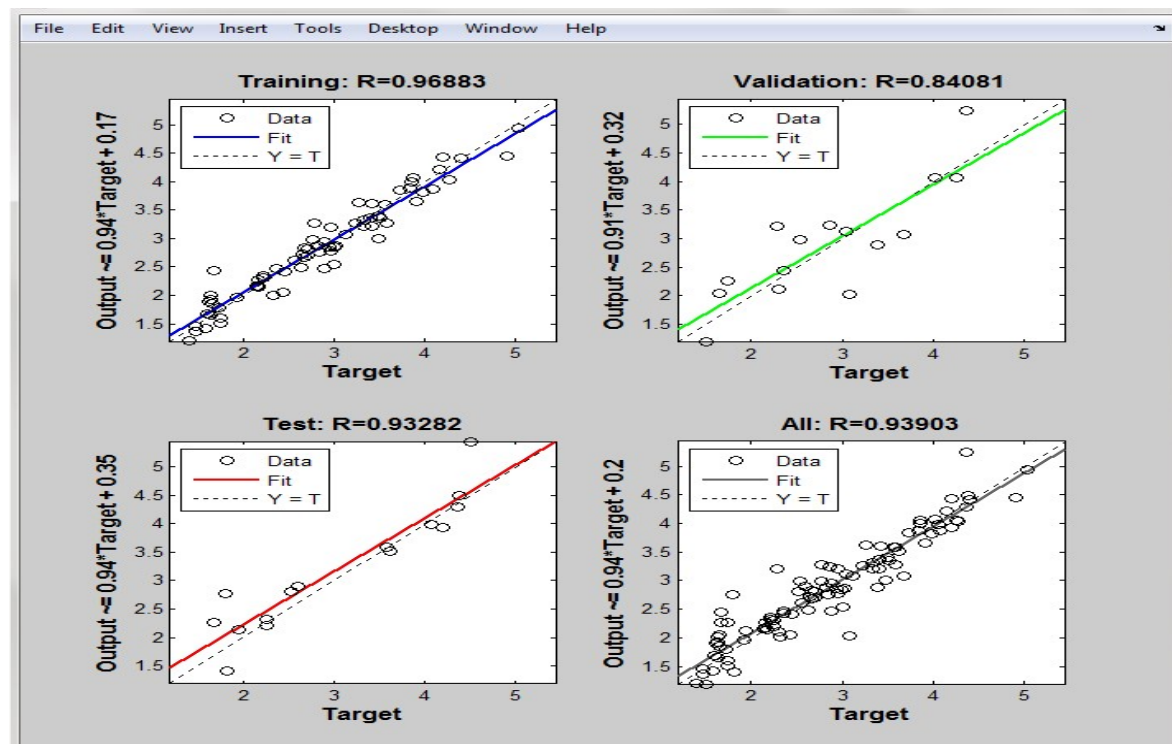 File Edit View Insert Tools Desktop Window Help
Training: R=0.96883
Output ~= 0.94*Target + 0.17
Data
Fit
Y = T
5
4.5
4
3.5
3
2.5
2
1.5
2 3 4 5
Target
Validation: R=0.84081
Output ~= 0.91*Target + 0.32
Data
Fit
Y = T
5
4.5
4
3.5
3
2.5
2
1.5
2 3 4 5
Target
Test: R=0.93282
Output ~= 0.94*Target + 0.35
Data
Fit
Y = T
5
4.5
4
3.5
3
2.5
2
1.5
2 3 4 5
Target
All: R=0.93903
Output ~= 0.94*Target + 0.2
Data
Fit
Y = T
5
4.5
4
3.5
3
2.5
2
1.5
2 3 4 5
Target